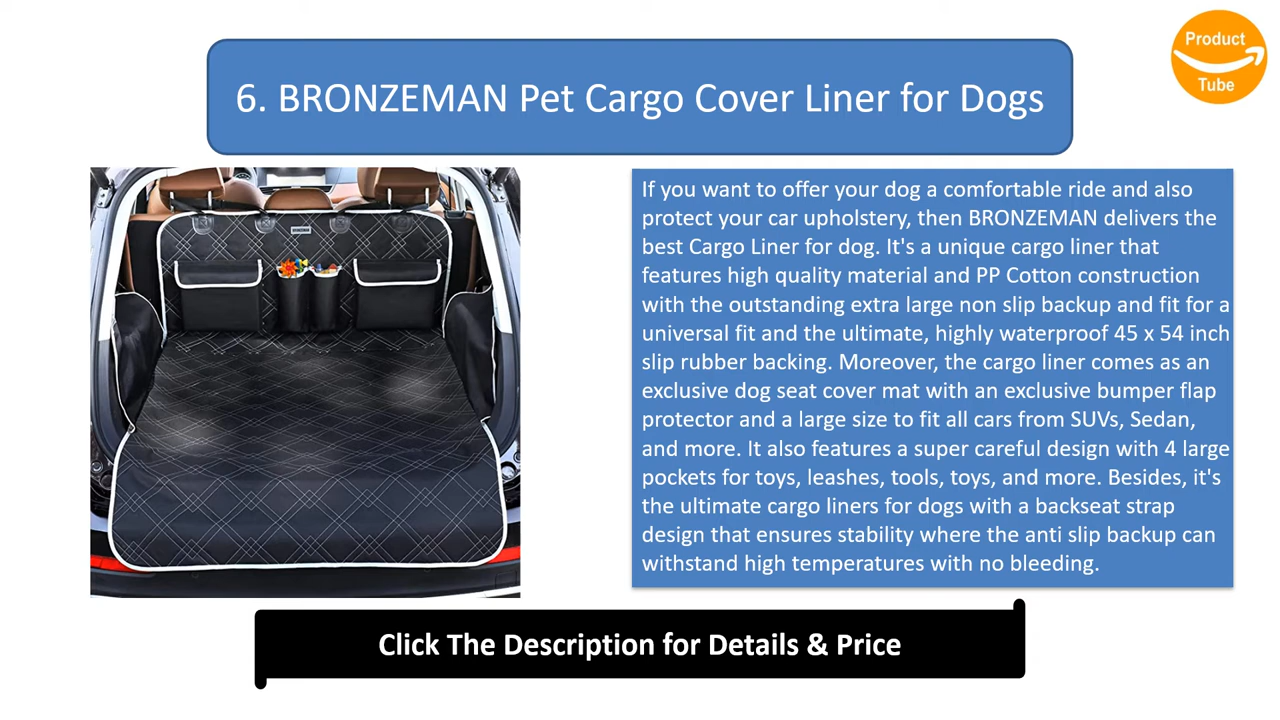 Product
Tube
6. BRONZEMAN Pet Cargo Cover Liner for Dogs
If you want to offer your dog a comfortable ride and also
protect your car upholstery, then BRONZEMAN delivers the
best Cargo Liner for dog. It's a unique cargo liner that
features high quality material and PP Cotton construction
with the outstanding extra large non slip backup and fit for a
universal fit and the ultimate, highly waterproof 45 x 54 inch
slip rubber backing. Moreover, the cargo liner comes as an
exclusive dog seat cover mat with an exclusive bumper flap
protector and a large size to fit all cars from SUVs, Sedan,
and more. It also features a super careful design with 4 large
pockets for toys, leashes, tools, toys, and more. Besides, it's
the ultimate cargo liners for dogs with a backseat strap
design that ensures stability where the anti slip backup can
withstand high temperatures with no bleeding.
Click The Description for Details & Price